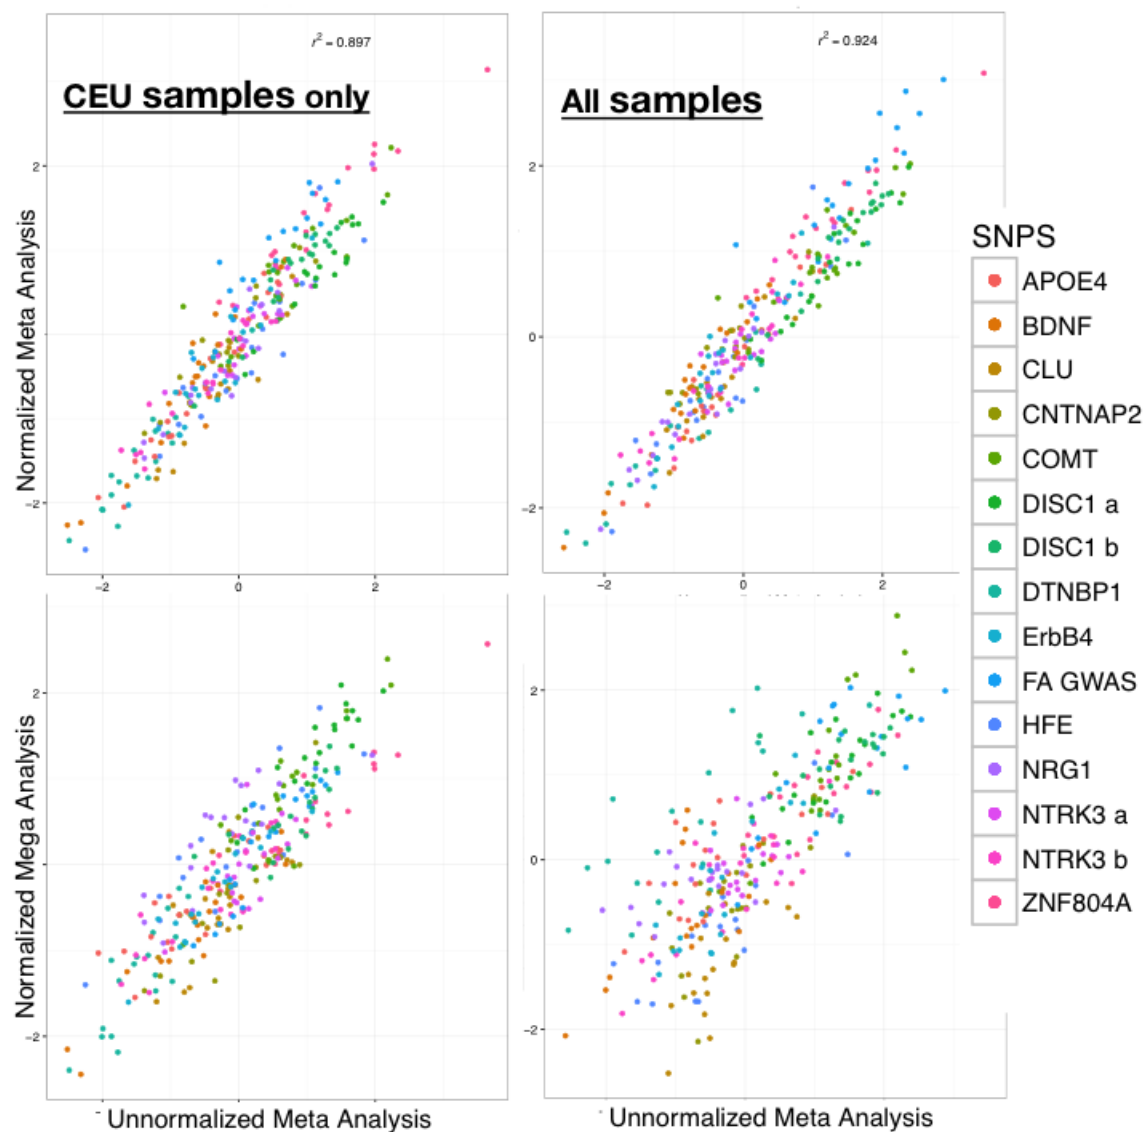 r² = 0.897
r² = 0.924
CEU samples only
All samples
Normalized Meta Analysis
2
-2
-2 0 2
2
0
-2
-2 0 2
SNPS
APOE4
BDNF
CLU
CNTNAP2
COMT
DISC1 a
DISC1 b
DTNBP1
ErbB4
FA GWAS
HFE
NRG1
NTRK3 a
NTRK3 b
ZNF804A
Normalized Mega Analysis
2
-2
2
0
-2
Unnormalized Meta Analysis
Unnormalized Meta Analysis